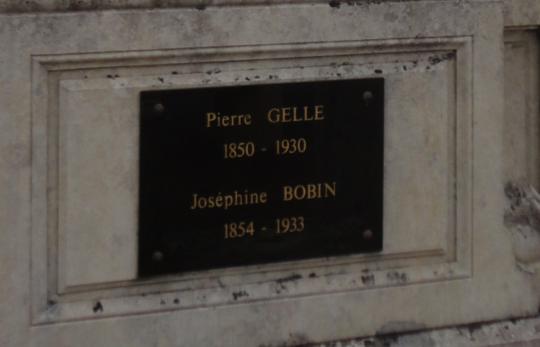 Pierre GELLE
1850 - 1930
Joséphine BOBIN
1854 - 1933